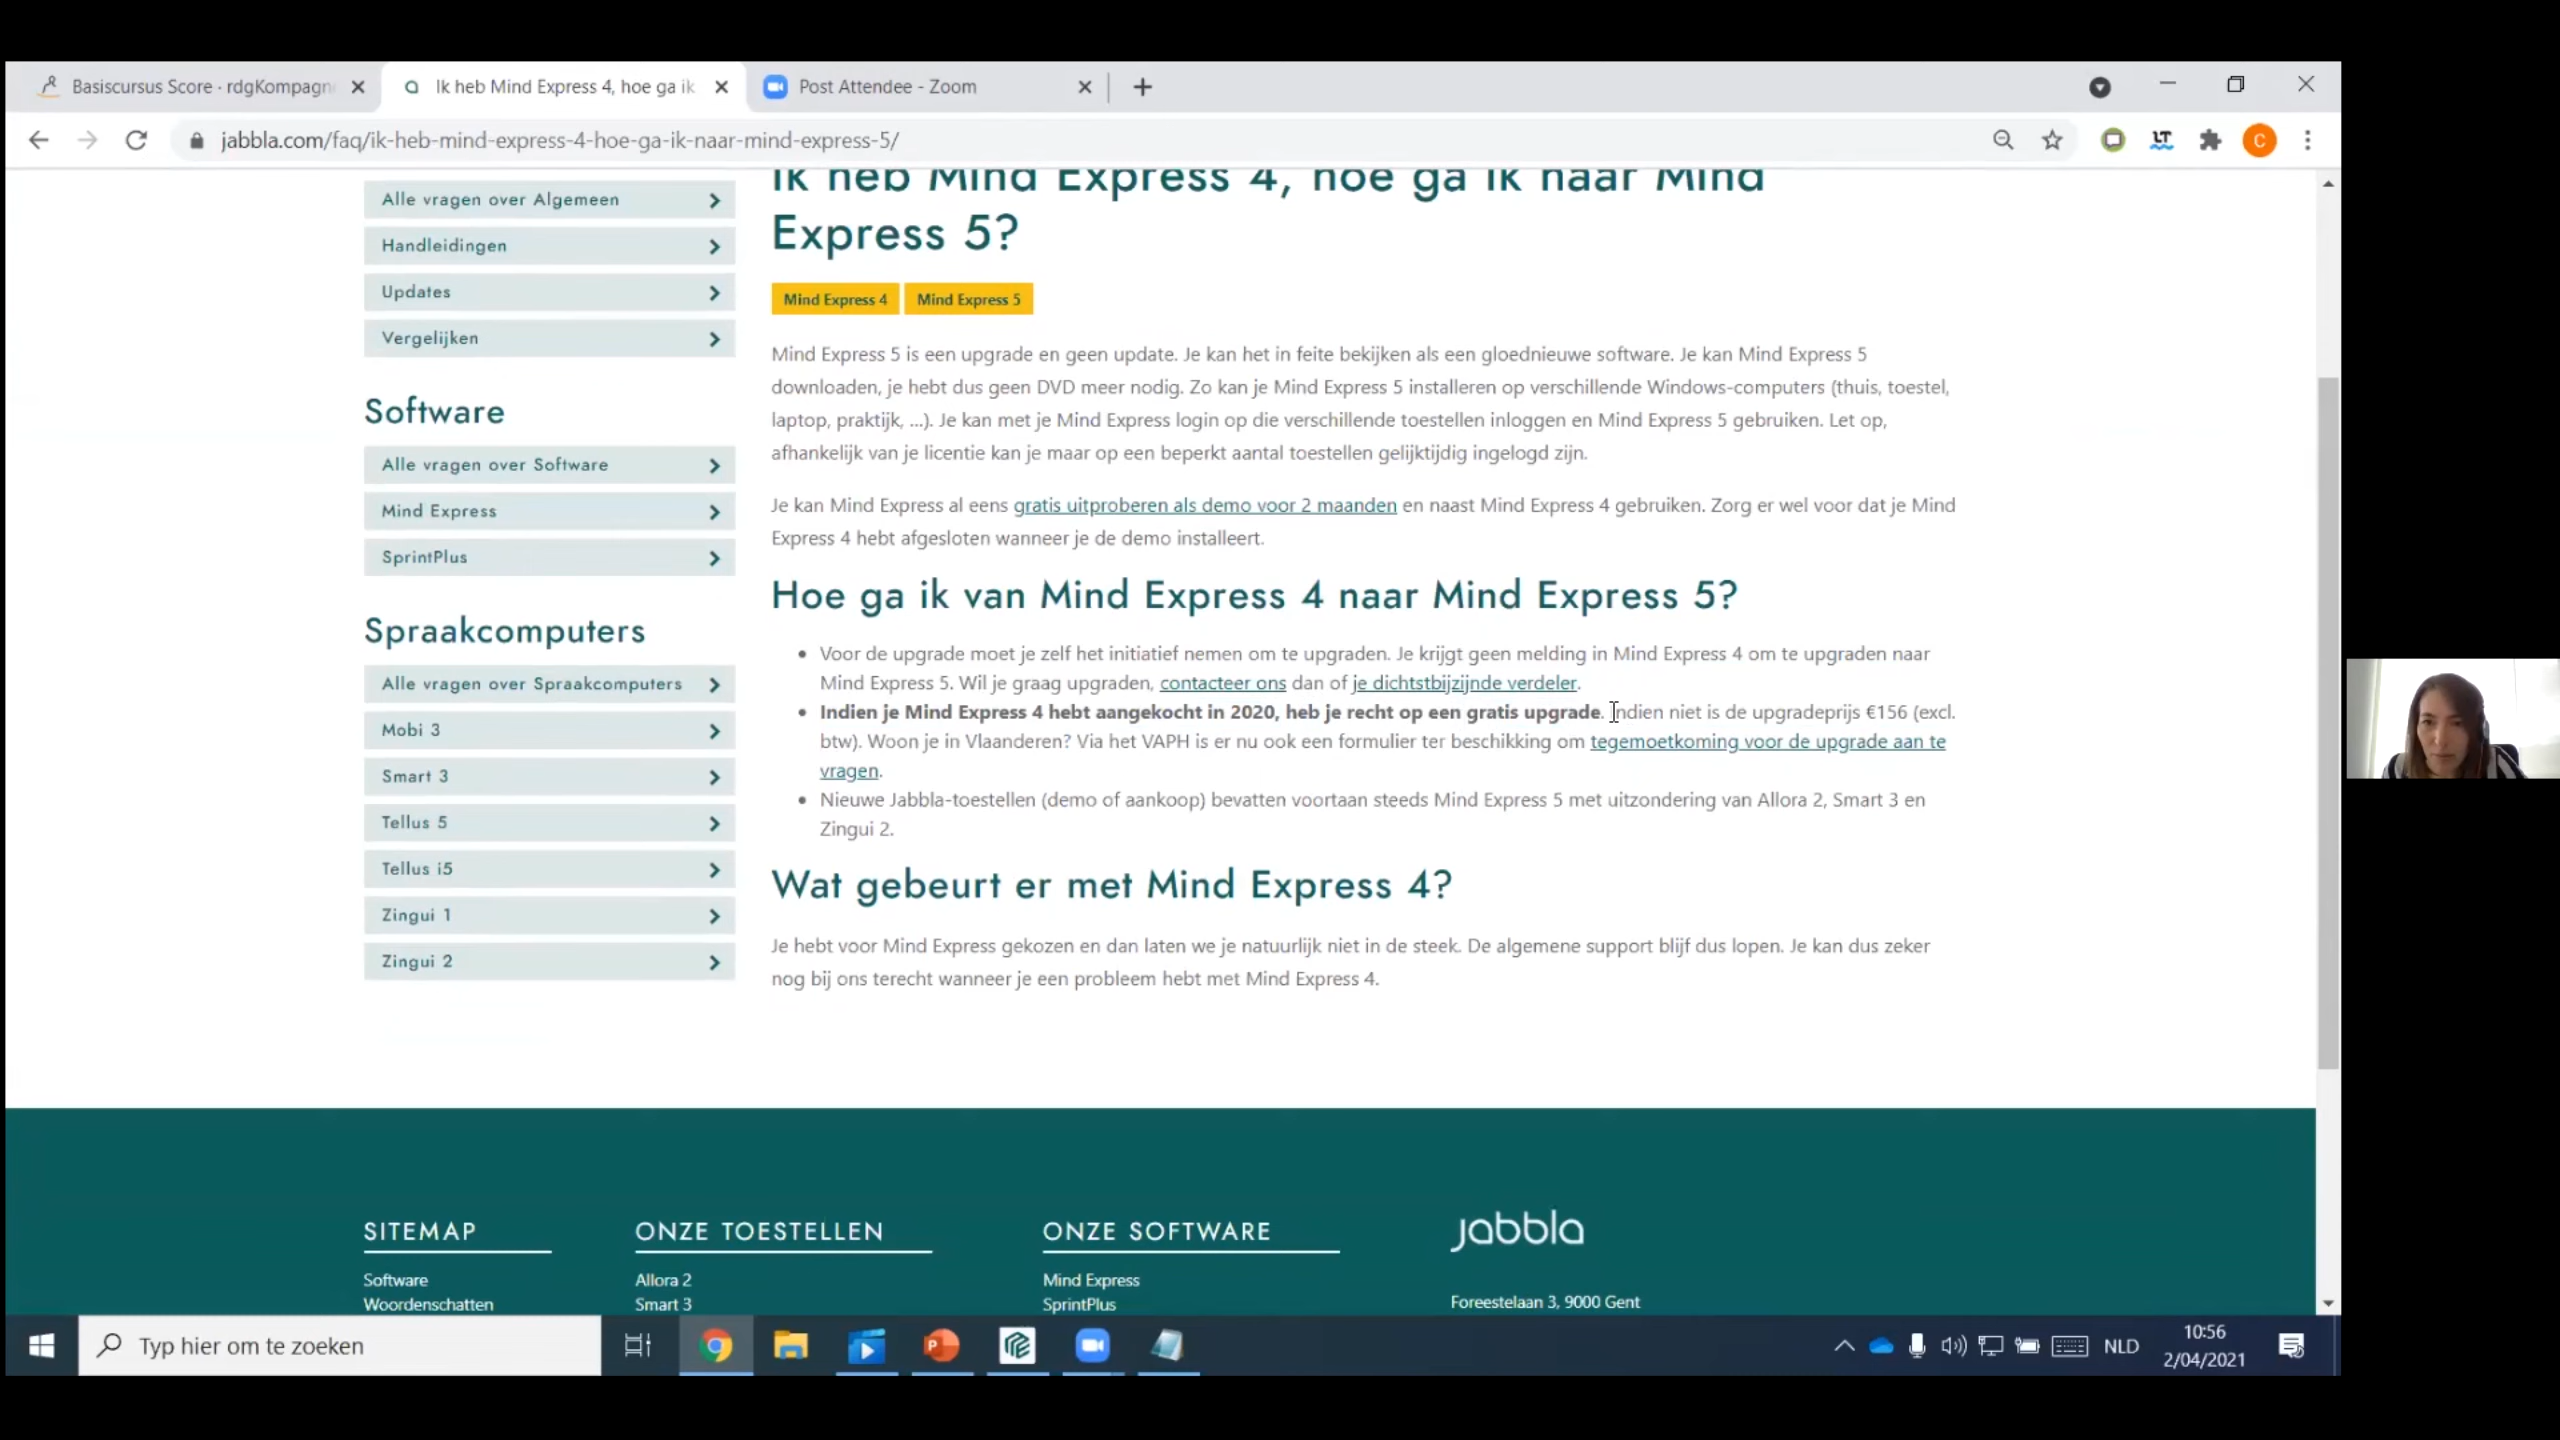 Basiscursus Score · rdgKompagn
Ik heb Mind Express 4, hoe ga ik
Post Attendee - Zoom
jabbla.com/faq/ik-heb-mind-express-4-hoe-ga-ik-naar-mind-express-5/
LT
C
Alle vragen over Algemeen
Handleidingen
Updates
Vergelijken
Software
Alle vragen over Software
Mind Express
SprintPlus
Spraakcomputers
Alle vragen over Spraakcomputers
Mobi 3
Smart 3
Tellus 5
Tellus i5
Zingui 1
Zingui 2
Ik heb Mind Express 4, hoe ga ik naar Mind
Express 5?
Mind Express 4 Mind Express 5
Mind Express 5 is een upgrade en geen update. Je kan het in feite bekijken als een gloednieuwe software. Je kan Mind Express 5
downloaden, je hebt dus geen DVD meer nodig. Zo kan je Mind Express 5 installeren op verschillende Windows-computers (thuis, toestel,
laptop, praktijk, ...). Je kan met je Mind Express login op die verschillende toestellen inloggen en Mind Express 5 gebruiken. Let op,
afhankelijk van je licentie kan je maar op een beperkt aantal toestellen gelijktijdig ingelogd zijn.
Je kan Mind Express al eens gratis uitproberen als demo voor 2 maanden en naast Mind Express 4 gebruiken. Zorg er wel voor dat je Mind
Express 4 hebt afgesloten wanneer je de demo installeert.
Hoe ga ik van Mind Express 4 naar Mind Express 5?
• Voor de upgrade moet je zelf het initiatief nemen om te upgraden. Je krijgt geen melding in Mind Express 4 om te upgraden naar
Mind Express 5. Wil je graag upgraden, contacteer ons dan of je dichtstbijzijnde verdeler.
• Indien je Mind Express 4 hebt aangekocht in 2020, heb je recht op een gratis upgrade. Indien niet is de upgradeprijs €156 (excl.
btw). Woon je in Vlaanderen? Via het VAPH is er nu ook een formulier ter beschikking om tegemoetkoming voor de upgrade aan te
vragen.
• Nieuwe Jabbla-toestellen (demo of aankoop) bevatten voortaan steeds Mind Express 5 met uitzondering van Allora 2, Smart 3 en
Zingui 2.
Wat gebeurt er met Mind Express 4?
Je hebt voor Mind Express gekozen en dan laten we je natuurlijk niet in de steek. De algemene support blijf dus lopen. Je kan dus zeker
nog bij ons terecht wanneer je een probleem hebt met Mind Express 4.
SITEMAP
Software
Woordenschatten
ONZE TOESTELLEN
Allora 2
Smart 3
ONZE SOFTWARE
Mind Express
SprintPlus
jabbla
Foreestelaan 3, 9000 Gent
Typ hier om te zoeken
NLD
10:56
2/04/2021